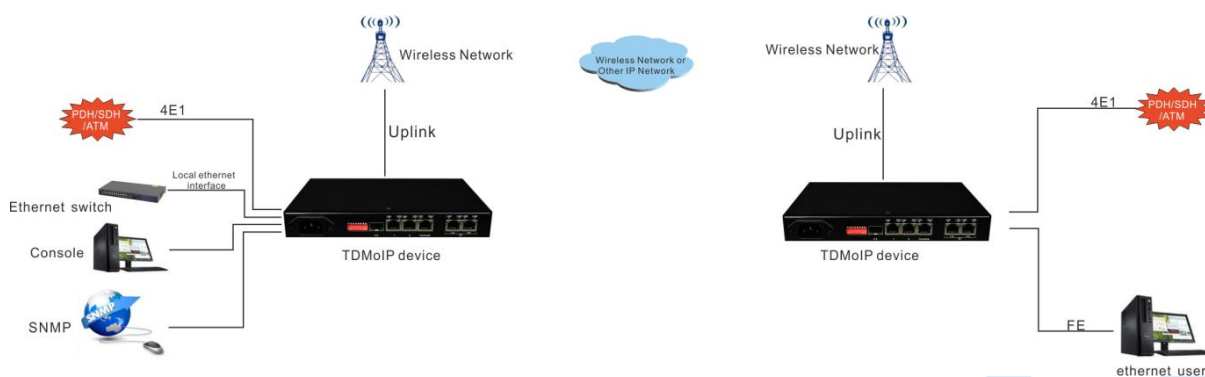 Wireless Network
Wireless Network or
Other IP Network
Wireless Network
PDH/SDH
/ATM
4E1
Uplink
Uplink
4E1
PDH/SDH
/ATM
Local ethernet
interface
Ethernet switch
Console
TDMoIP device
TDMoIP device
SNMP
SNMP
FE
ethernet user